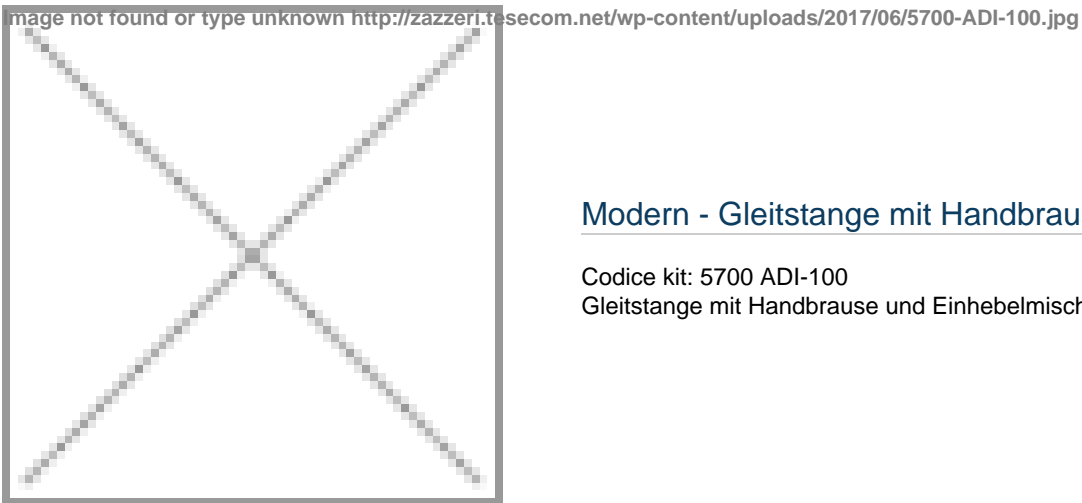 Image not found or type unknown http://zazzeri.tesecom.net/wp-content/uploads/2017/06/5700-ADI-100.jpg
Modern - Gleitstange mit Handbrau
Codice kit: 5700 ADI-100
Gleitstange mit Handbrause und Einhebelmisch